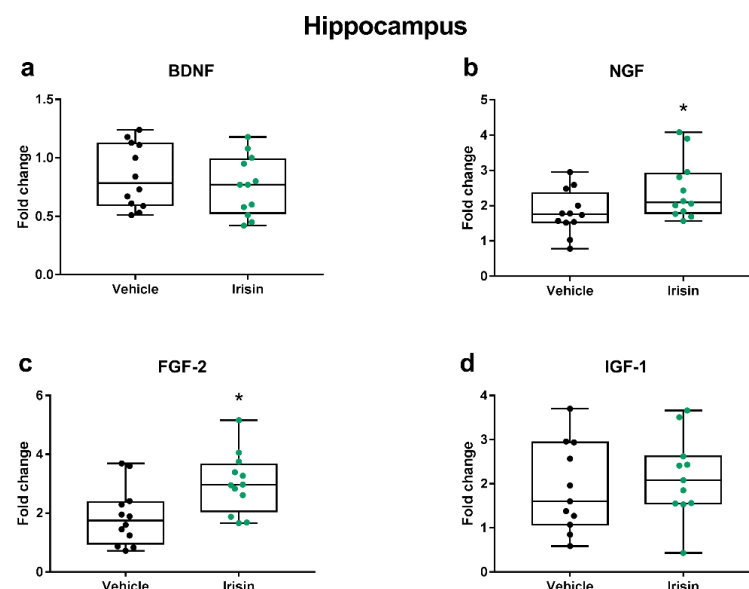 Hippocampus
a
BDNF
Fold change
1.5
1.0
0.5
0.0
Vehicle
Irisin
b
NGF
*
Fold change
5
4
3
2
1
0
Vehicle
Irisin
c
FGF-2
*
Fold change
6
4
2
0
Vehicle
Irisin
d
IGF-1
Fold change
4
3
2
1
0
Vehicle
Irisin